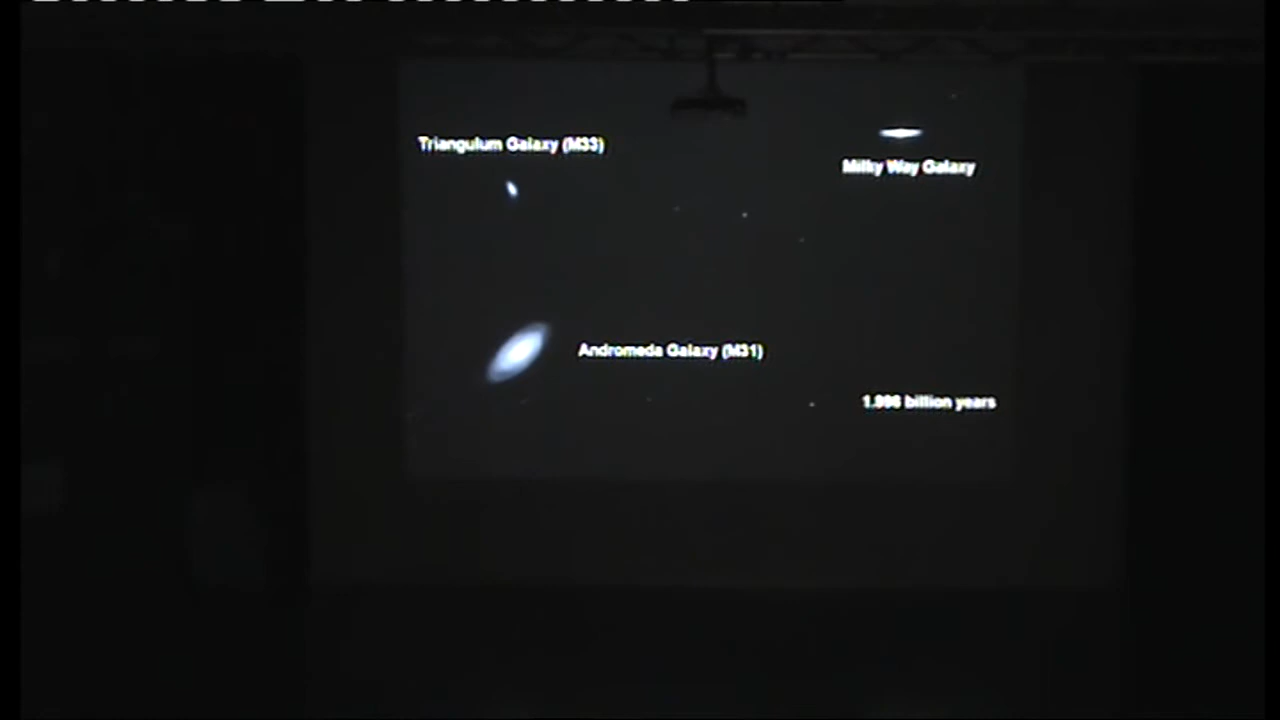 Triangulum Galaxy (M33)
Milky Way Galaxy
Andromeda Galaxy (M31)
billion years